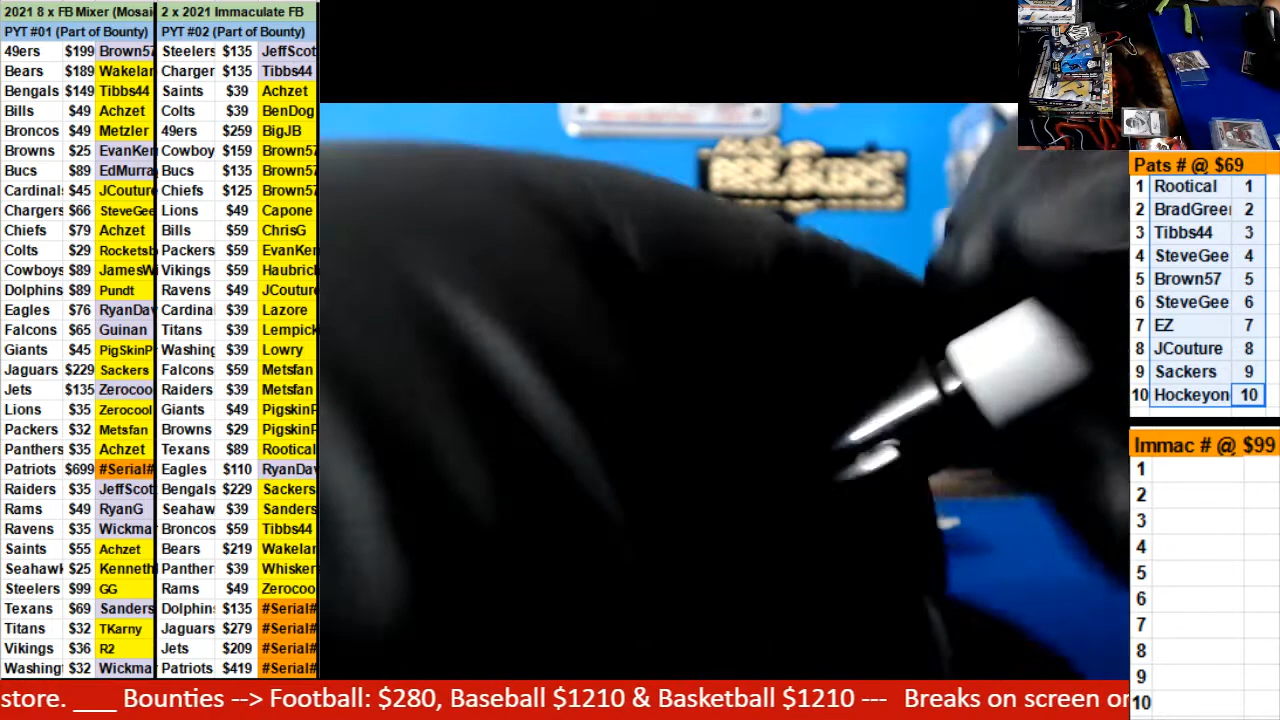 2021 8 x FB Mixer (Mosai 2 x 2021 Immaculate FB
PYT #01 (Part of Bounty) PYT #02 (Part of Bounty)
49ers $199 Brown57 Steelers $135 JeffScot
Bears $189 Wakelar Charger $135 Tibbs44
Bengals $149 Tibbs44 Saints $39 Achzet
Bills $49 Achzet Colts $39 BenDog
Broncos $49 Metzler 49ers $259 BigJB
Browns $25 EvanKer Cowboy $159 Brown57
Bucs $89 EdMurra Bucs $135 Brown57
Cardinal $45 JCouture Chiefs $125 Brown57
Chargers $66 SteveGee Lions $49 Capone
Chiefs $79 Achzet Bills $59 ChrisG
Colts $29 Rocketsb Packers $59 EvanKer
Cowboys $89 JamesWi Vikings $59 Haubrich
Dolphins $89 Pundt Ravens $49 JCouture
Eagles $76 RyanDav Cardina $39 Lazore
Falcons $65 Guinan Titans $39 Lempick
Giants $45 PigSkinP Washing $39 Lowry
Jaguars $229 Sackers Falcons $59 Metsfan
Jets $135 Zerocoo Raiders $39 Metsfan
Lions $35 Zerocool Giants $49 PigskinP
Packers $32 Metsfan Browns $29 PigskinP
Panthers $35 Achzet Texans $89 Rootical
Patriots $699 #Serial# Eagles $110 RyanDav
Raiders $35 JeffScot Bengals $229 Sackers
Rams $49 RyanG Seahaw $39 Sanders
Ravens $35 Wickma Broncos $59 Tibbs44
Saints $55 Achzet Bears $219 Wakelar
Seahawk $25 Kenneth Panther $39 Whisker
Steelers $99 GG Rams $49 Zerocoo
Texans $69 Sanders Dolphin $135 #Serial#
Titans $32 TKarny Jaguars $279 #Serial#
Vikings $36 R2 Jets $209 #Serial#
Washing $32 Wickma Patriots $419 #Serial#
BREAKERS
Pats # @ $69
1 Rootical 1
2 BradGreer 2
3 Tibbs44 3
4 SteveGee 4
5 Brown57 5
6 SteveGee 6
7 EZ 7
8 JCouture 8
9 Sackers 9
10 Hockeyon 10
Immac # @ $99
1
2
3
4
5
6
7
8
9
10
store. ___ Bounties --> Football: $280, Baseball $1210 & Basketball $1210 --- Breaks on screen or